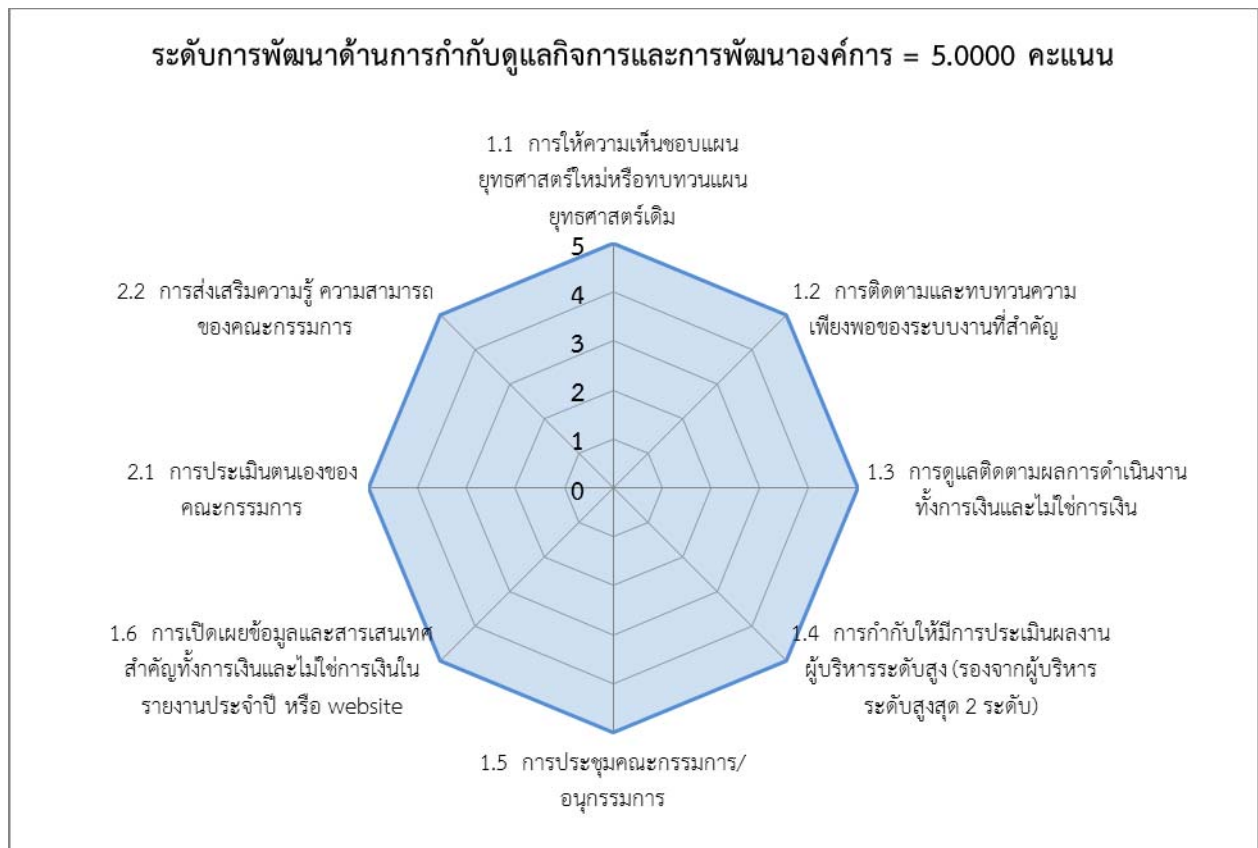 ระดับการพัฒนาด้านการกำกับดูแลกิจการและการพัฒนาองค์การ = 5.0000 คะแนน
1.1 การให้ความเห็นชอบแผน
ยุทธศาสตร์ใหม่หรือทบทวนแผน
ยุทธศาสตร์เดิม
5
4
3
2
1
0
1.2 การติดตามและทบทวนความ
เพียงพอของระบบงานที่สำคัญ
1.3 การดูแลติดตามผลการดำเนินงาน
ทั้งการเงินและไม่ใช่การเงิน
1.4 การกำกับให้มีการประเมินผลงาน
ผู้บริหารระดับสูง (รองจากผู้บริหาร
ระดับสูงสุด 2 ระดับ)
1.5 การประชุมคณะกรรมการ/
อนุกรรมการ
1.6 การเปิดเผยข้อมูลและสารเสนเทศ
สำคัญทั้งการเงินและไม่ใช่การเงินใน
รายงานประจำปี หรือ website
2.1 การประเมินตนเองของ
คณะกรรมการ
2.2 การส่งเสริมความรู้ ความสามารถ
ของคณะกรรมการ